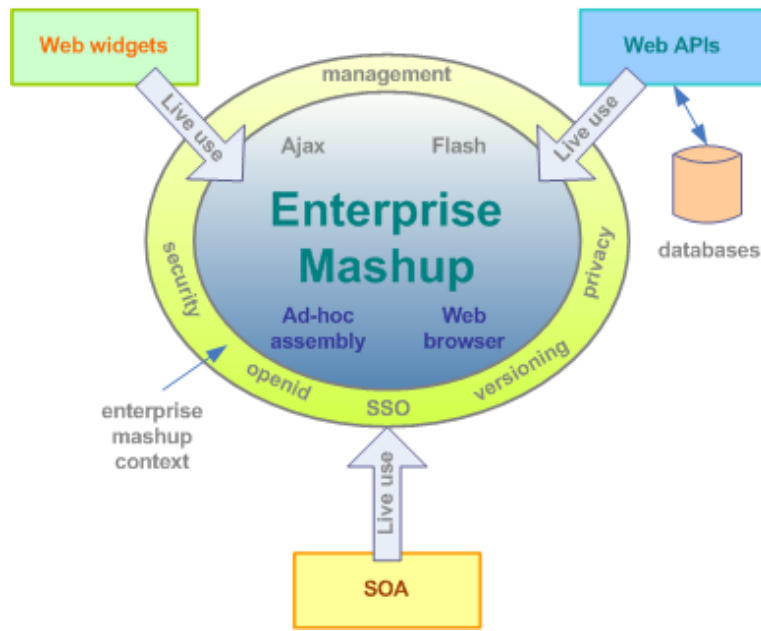 Web widgets
Web APIs
management
Live use
Live use
Ajax
Flash
Enterprise
Mashup
databases
security
privacy
Ad-hoc
assembly
Web
browser
openid
SSO
versioning
enterprise
mashup
context
Live use
SOA